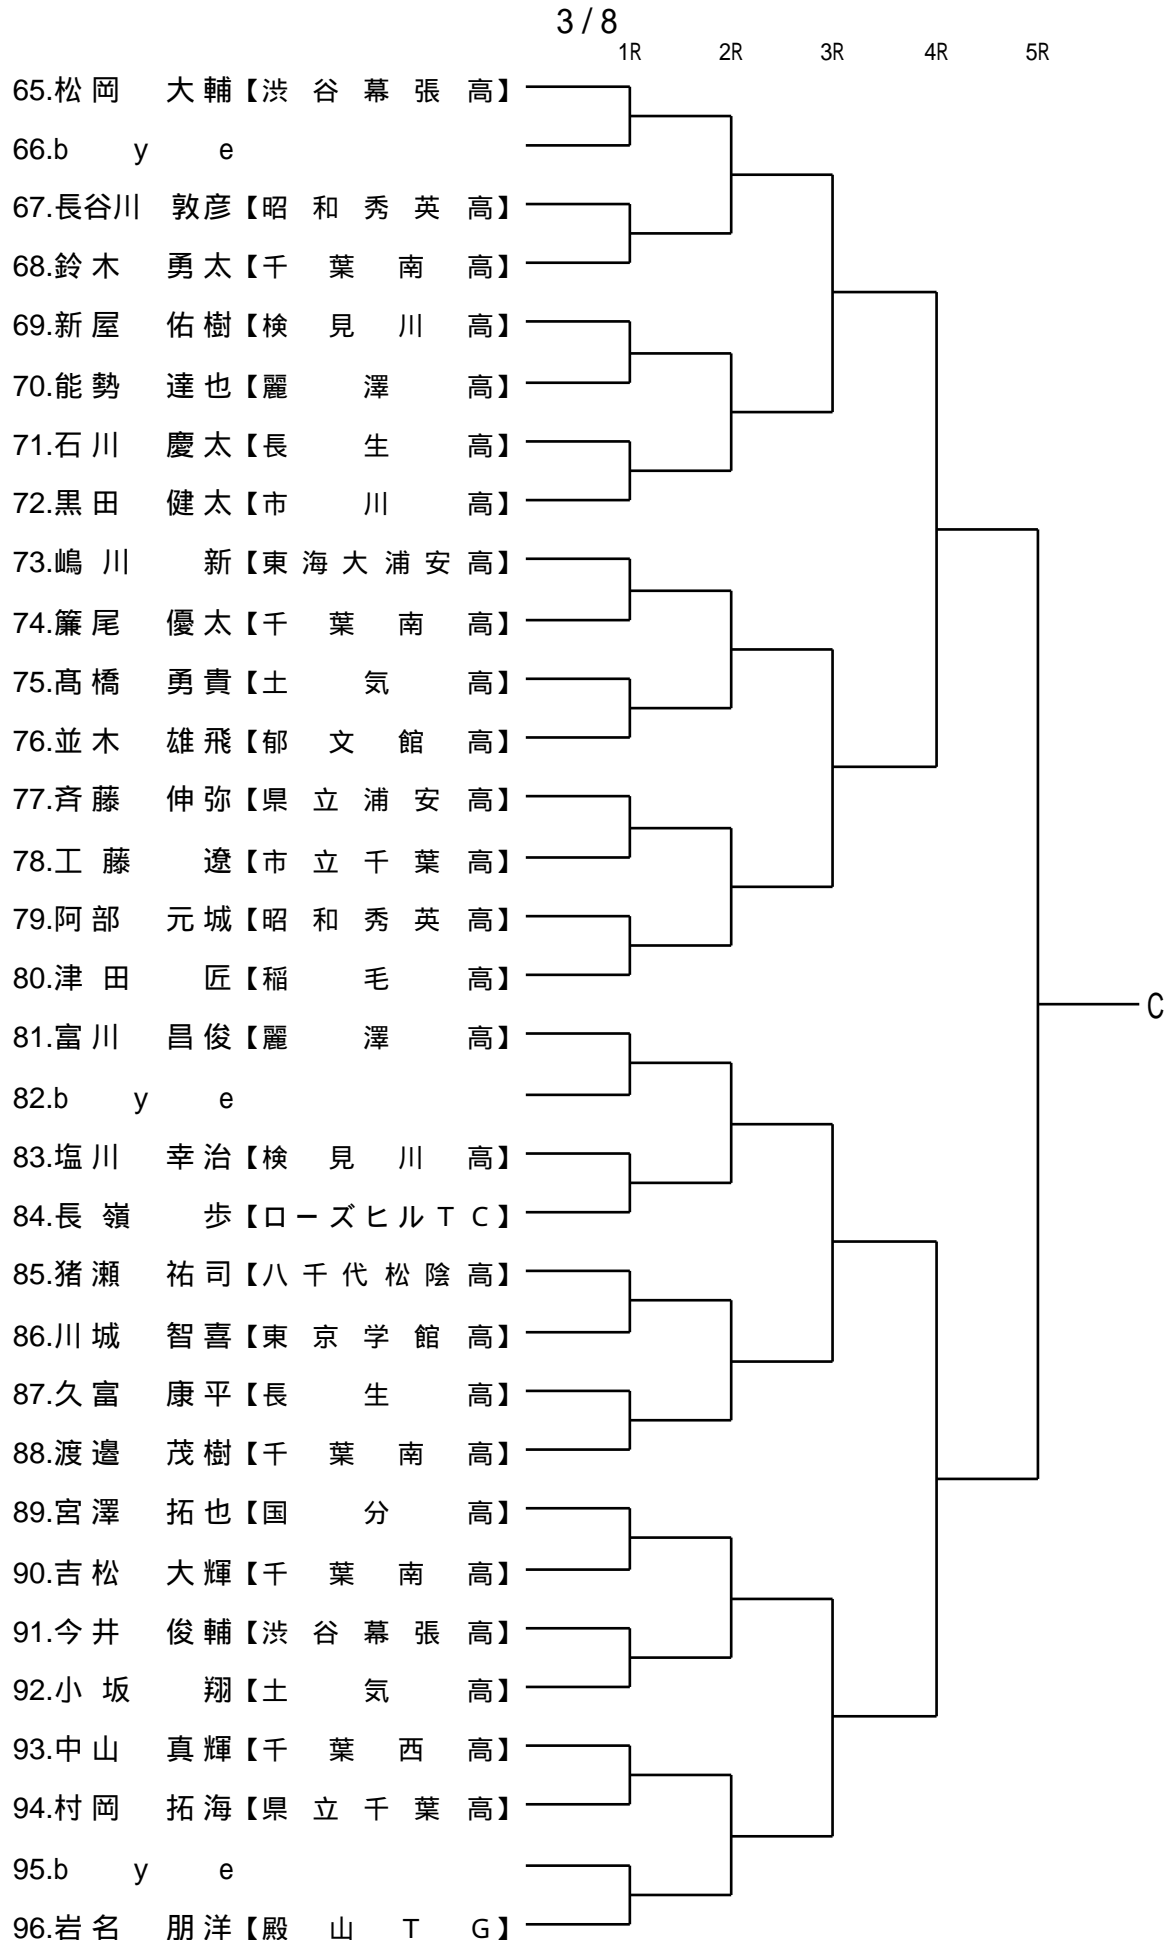 3/8
1R 2R 3R 4R 5R
65.松岡 大輔【渋谷幕張高】
66.bye
67.長谷川 敦彦【昭和秀英高】
68.鈴木 勇太【千葉南高】
69.新屋 佑樹【検見川高】
70.能勢 達也【麗澤高】
71.石川 慶太【長生高】
72.黒田 健太【市川高】
73.嶋川 新【東海大浦安高】
74.簾尾 優太【千葉南高】
75.髙橋 勇貴【土気高】
76.並木 雄飛【郁文館高】
77.斉藤 伸弥【県立浦安高】
78.工藤 遼【市立千葉高】
79.阿部 元城【昭和秀英高】
80.津田 匠【稲毛高】
C
81.富川 昌俊【麗澤高】
82.bye
83.塩川 幸治【検見川高】
84.長嶺 歩【ローズヒルTC】
85.猪瀬 祐司【八千代松陰高】
86.川城 智喜【東京学館高】
87.久富 康平【長生高】
88.渡邉 茂樹【千葉南高】
89.宮澤 拓也【国分高】
90.吉松 大輝【千葉南高】
91.今井 俊輔【渋谷幕張高】
92.小坂 翔【土気高】
93.中山 真輝【千葉西高】
94.村岡 拓海【県立千葉高】
95.bye
96.岩名 朋洋【殿山TG】